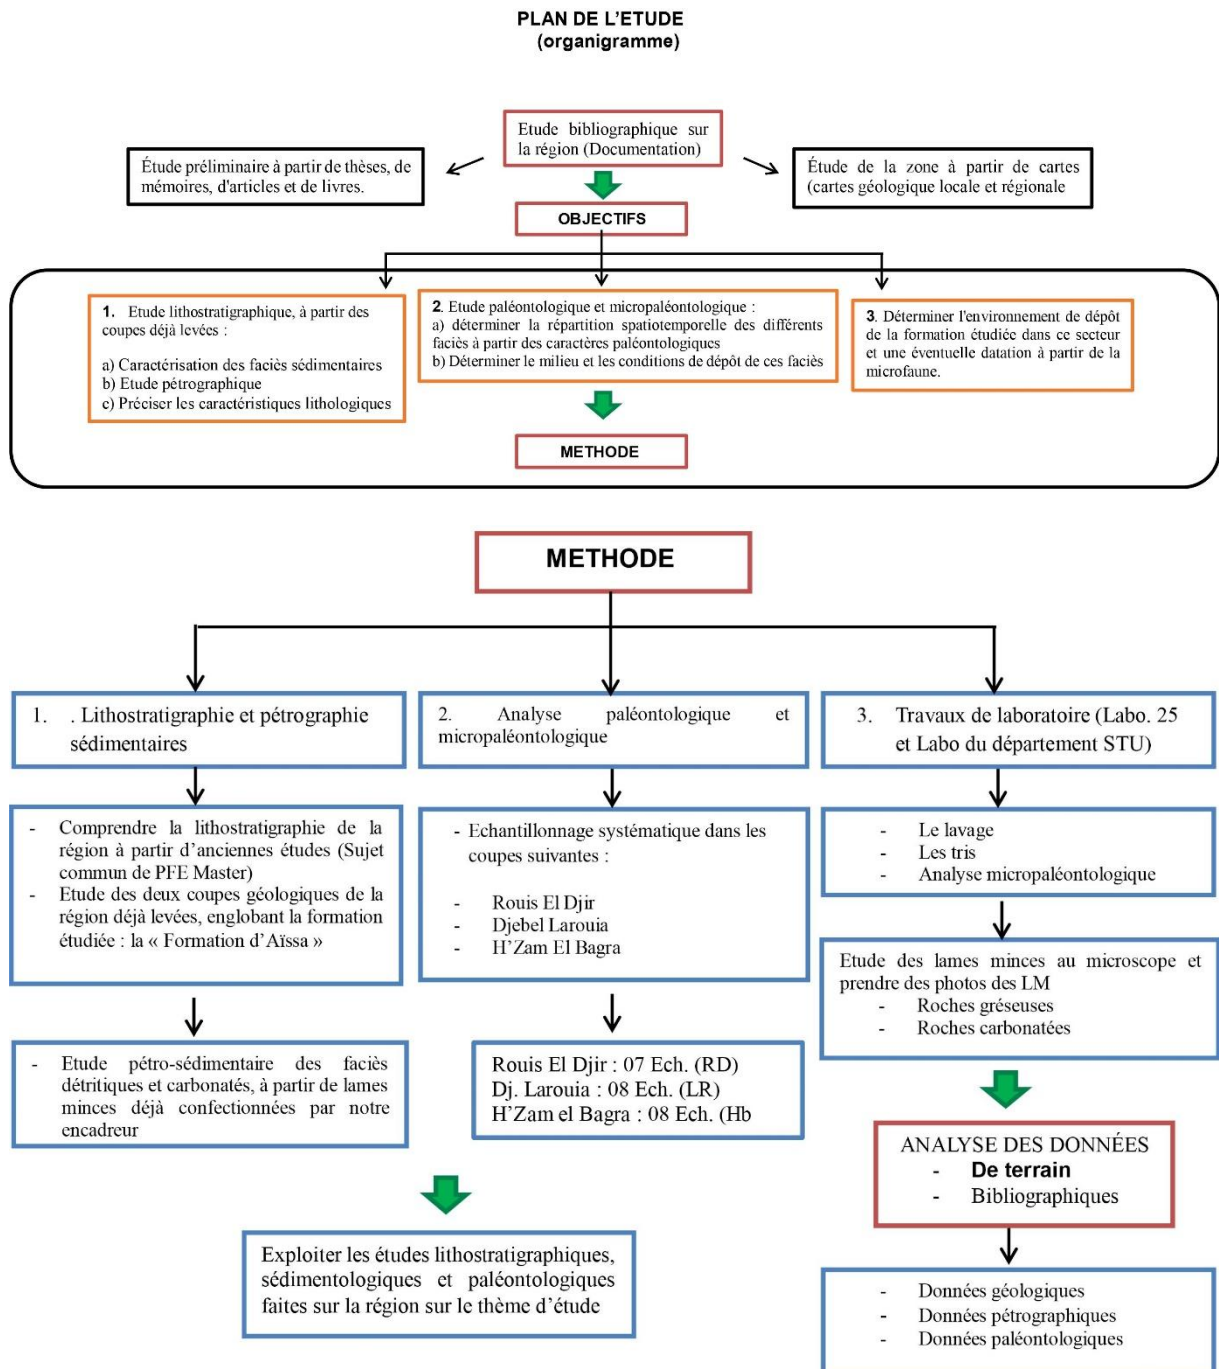 PLAN DE L'ETUDE
(organigramme)
Etude bibliographique sur
la région (Documentation)
Étude préliminaire à partir de thèses, de
mémoires, d'articles et de livres.
Étude de la zone à partir de cartes
(cartes géologique locale et régionale
OBJECTIFS
1. Etude lithostratigraphique, à partir des
coupes déjà levées :
a) Caractérisation des faciès sédimentaires
b) Etude pétrographique
c) Préciser les caractéristiques lithologiques
2. Etude paléontologique et micropaléontologique :
a) déterminer la répartition spatiotemporelle des différents
faciès à partir des caractères paléontologiques
b) Déterminer le milieu et les conditions de dépôt de ces faciès
3. Déterminer l'environnement de dépôt
de la formation étudiée dans ce secteur
et une éventuelle datation à partir de la
microfaune.
METHODE
METHODE
1. . Lithostratigraphie et pétrographie
sédimentaires
2. Analyse paléontologique et
micropaléontologique
3. Travaux de laboratoire (Labo. 25
et Labo du département STU)
- Comprendre la lithostratigraphie de la
région à partir d'anciennes études (Sujet
commun de PFE Master)
- Etude des deux coupes géologiques de la
région déjà levées, englobant la formation
étudiée : la « Formation d'Aïssa »
- Echantillonnage systématique dans les
coupes suivantes :
- Rouis El Djir
- Djebel Larouia
- H'Zam El Bagra
- Le lavage
- Les tris
- Analyse micropaléontologique
Etude des lames minces au microscope et
prendre des photos des LM
- Roches gréseuses
- Roches carbonatées
- Etude pétro-sédimentaire des faciès
détritiques et carbonatés, à partir de lames
minces déjà confectionnées par notre
encadreur
Rouis El Djir : 07 Ech. (RD)
Dj. Larouia : 08 Ech. (LR)
H'Zam el Bagra : 08 Ech. (Hb
ANALYSE DES DONNÉES
- De terrain
- Bibliographiques
Exploiter les études lithostratigraphiques,
sédimentologiques et paléontologiques
faites sur la région sur le thème d'étude
- Données géologiques
- Données pétrographiques
- Données paléontologiques